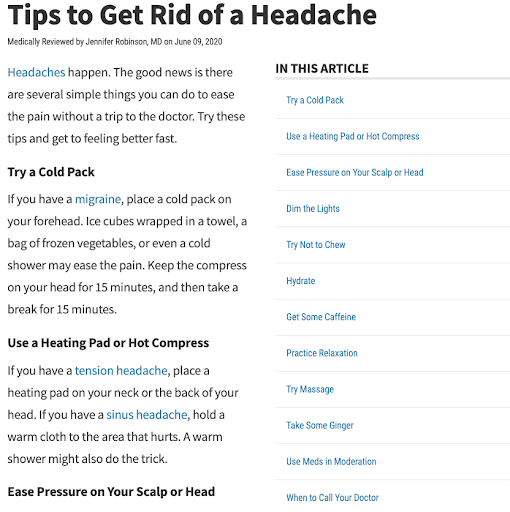 Tips to Get Rid of a Headache
Medically Reviewed by Jennifer Robinson, MD on June 09, 2020
Headaches happen. The good news is there
are several simple things you can do to ease
the pain without a trip to the doctor. Try these
tips and get to feeling better fast.
Try a Cold Pack
If you have a migraine, place a cold pack on
your forehead. Ice cubes wrapped in a towel, a
bag of frozen vegetables, or even a cold
shower may ease the pain. Keep the compress
on your head for 15 minutes, and then take a
break for 15 minutes.
Use a Heating Pad or Hot Compress
If you have a tension headache, place a
heating pad on your neck or the back of your
head. If you have a sinus headache, hold a
warm cloth to the area that hurts. A warm
shower might also do the trick.
Ease Pressure on Your Scalp or Head
IN THIS ARTICLE
Try a Cold Pack
Use a Heating Pad or Hot Compress
Ease Pressure on Your Scalp or Head
Dim the Lights
Try Not to Chew
Hydrate
Get Some Caffeine
Practice Relaxation
Try Massage
Take Some Ginger
Use Meds in Moderation
When to Call Your Doctor